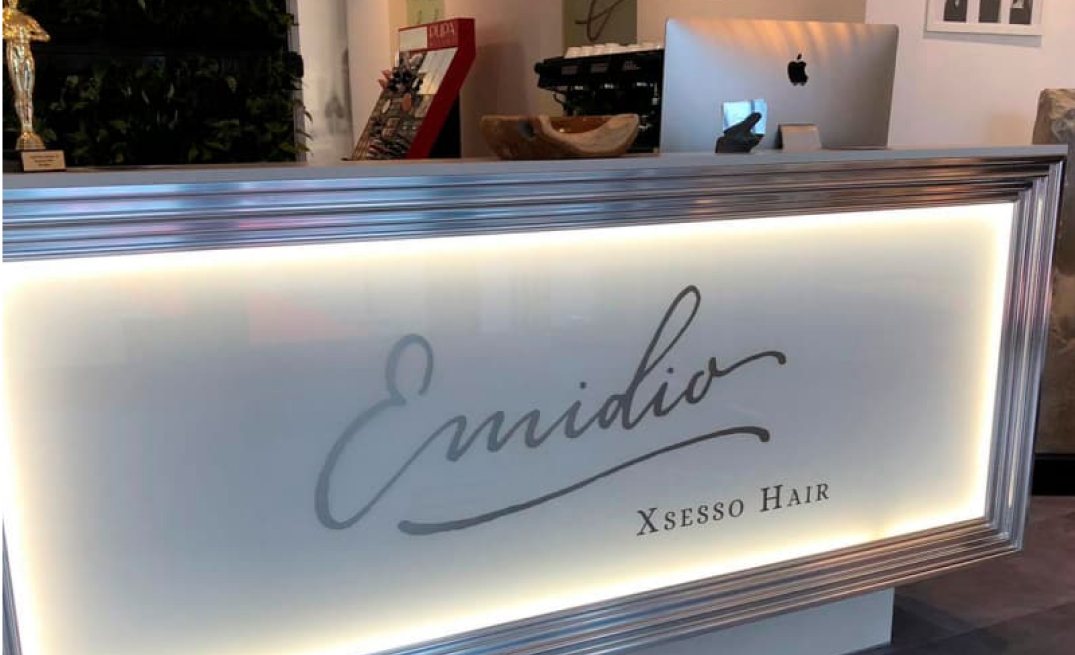 PUPA
Emidio
XSESSO HAIR